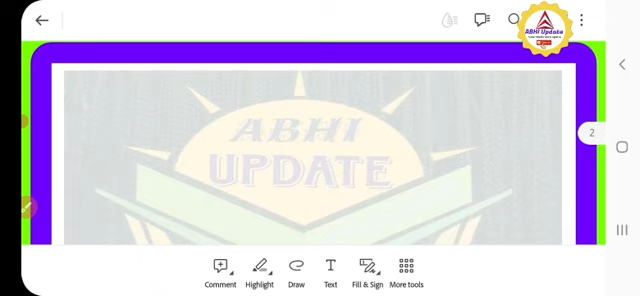 ABHI Update
2
ABHI
UPDATE
Comment
Highlight
Draw
Text
Fill & Sign
More tools